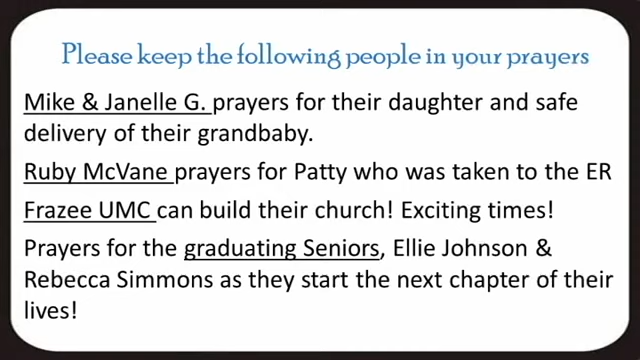 Please keep the following people in your prayers
Mike & Janelle G. prayers for their daughter and safe
delivery of their grandbaby.
Ruby McVane prayers for Patty who was taken to the ER
Frazee UMC can build their church! Exciting times!
Prayers for the graduating Seniors, Ellie Johnson &
Rebecca Simmons as they start the next chapter of their
lives!